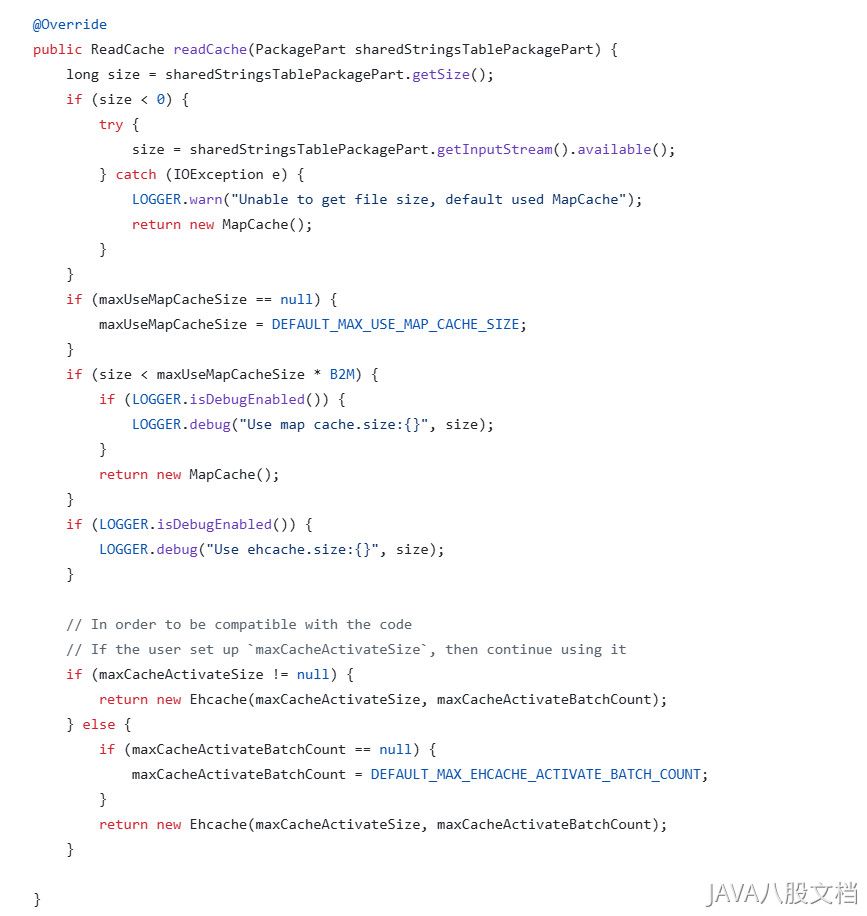 @Override
public ReadCache readCache(PackagePart sharedStringsTablePackagePart) {
    long size = sharedStringsTablePackagePart.getSize();
    if (size < 0) {
        try {
            size = sharedStringsTablePackagePart.getInputStream().available();
        } catch (IOException e) {
            LOGGER.warn("Unable to get file size, default used MapCache");
            return new MapCache();
        }
    }
    if (maxUseMapCacheSize == null) {
        maxUseMapCacheSize = DEFAULT_MAX_USE_MAP_CACHE_SIZE;
    }
    if (size < maxUseMapCacheSize * B2M) {
        if (LOGGER.isDebugEnabled()) {
            LOGGER.debug("Use map cache.size:{}", size);
        }
        return new MapCache();
    }
    if (LOGGER.isDebugEnabled()) {
        LOGGER.debug("Use ehcache.size:{}", size);
    }

    // In order to be compatible with the code
    // If the user set up `maxCacheActivateSize`, then continue using it
    if (maxCacheActivateSize != null) {
        return new Ehcache(maxCacheActivateSize, maxCacheActivateBatchCount);
    } else {
        if (maxCacheActivateBatchCount == null) {
            maxCacheActivateBatchCount = DEFAULT_MAX_EHCACHE_ACTIVATE_BATCH_COUNT;
        }
        return new Ehcache(maxCacheActivateSize, maxCacheActivateBatchCount);
    }

}
JAVA八股文档